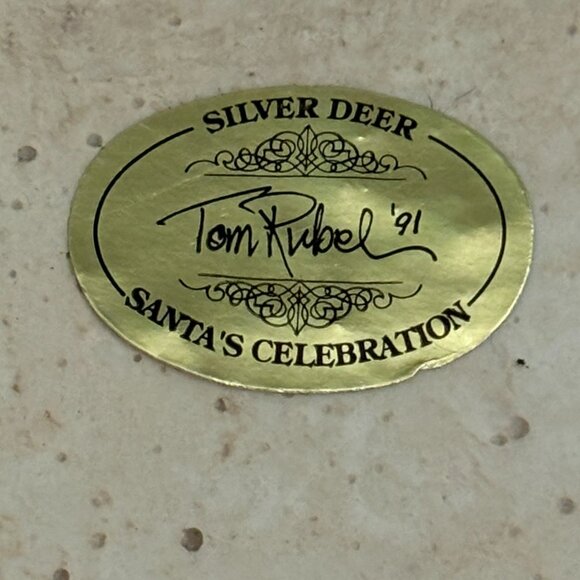 SILVER DEER
Tom Rubel '91
SANTA'S CELEBRATION